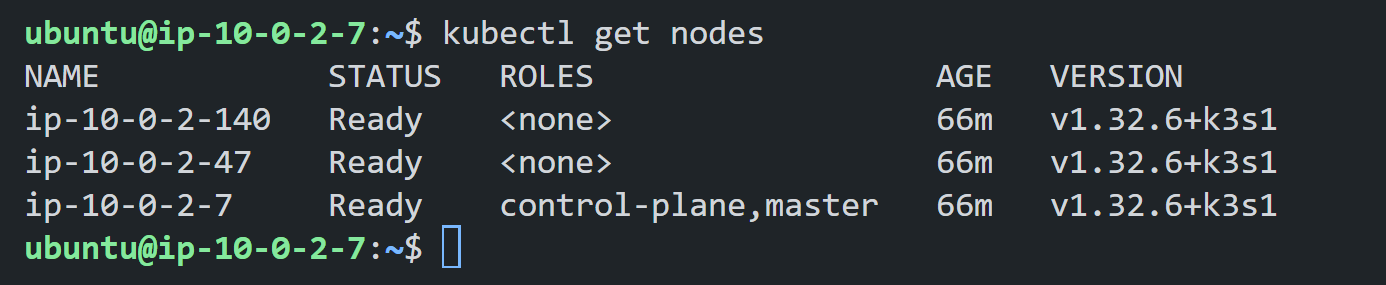 ubuntu@ip-10-0-2-7:~$ kubectl get nodes
NAME            STATUS   ROLES                  AGE   VERSION
ip-10-0-2-140   Ready    <none>                 66m   v1.32.6+k3s1
ip-10-0-2-47    Ready    <none>                 66m   v1.32.6+k3s1
ip-10-0-2-7     Ready    control-plane,master   66m   v1.32.6+k3s1
ubuntu@ip-10-0-2-7:~$